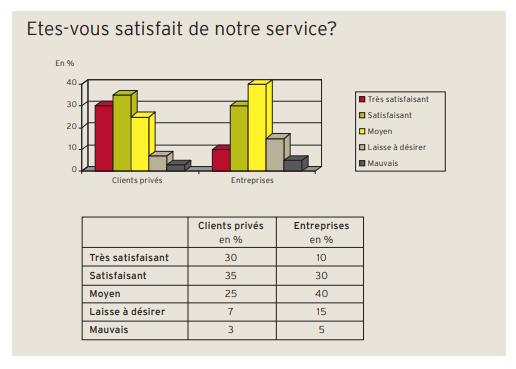 Etes-vous satisfait de notre service?
En %
40
30
20
10
0
Clients privés
Entreprises
Très satisfaisant
Satisfaisant
Moyen
Laisse à désirer
Mauvais
Clients privés en %
Entreprises en %
Très satisfaisant 30 10
Satisfaisant 35 30
Moyen 25 40
Laisse à désirer 7 15
Mauvais 3 5